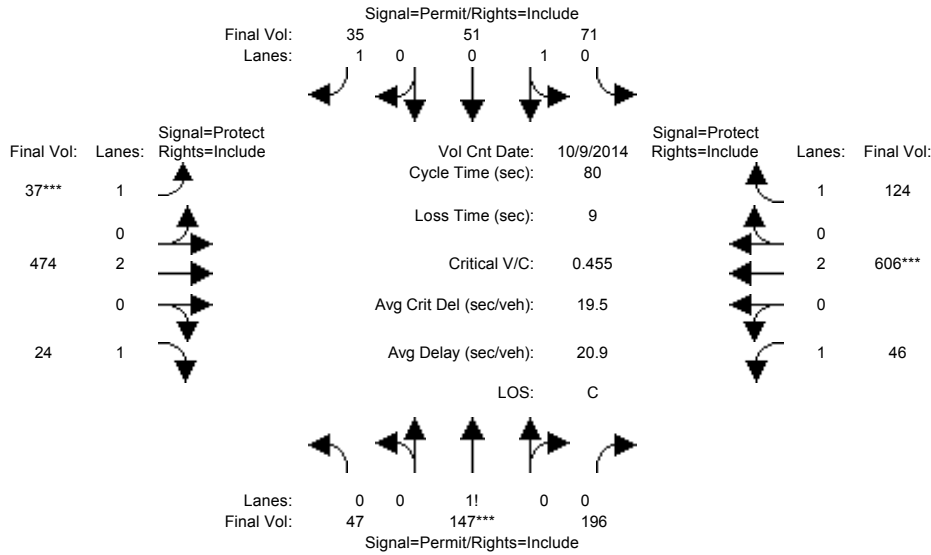 Signal=Permit/Rights=Include
Final Vol: 35 51 71
Lanes: 1 0 0 1 0
Signal=Protect Signal=Protect
Final Vol: Lanes: Rights=Include Vol Cnt Date: 10/9/2014 Rights=Include Lanes: Final Vol:
Cycle Time (sec): 80
37*** 1 1 124
Loss Time (sec): 9
0 0
474 2 Critical V/C: 0.455 2 606***
0 Avg Crit Del (sec/veh): 19.5 0
24 1 Avg Delay (sec/veh): 20.9 1 46
LOS: C
Lanes: 0 0 1! 0 0
Final Vol: 47 147*** 196
Signal=Permit/Rights=Include